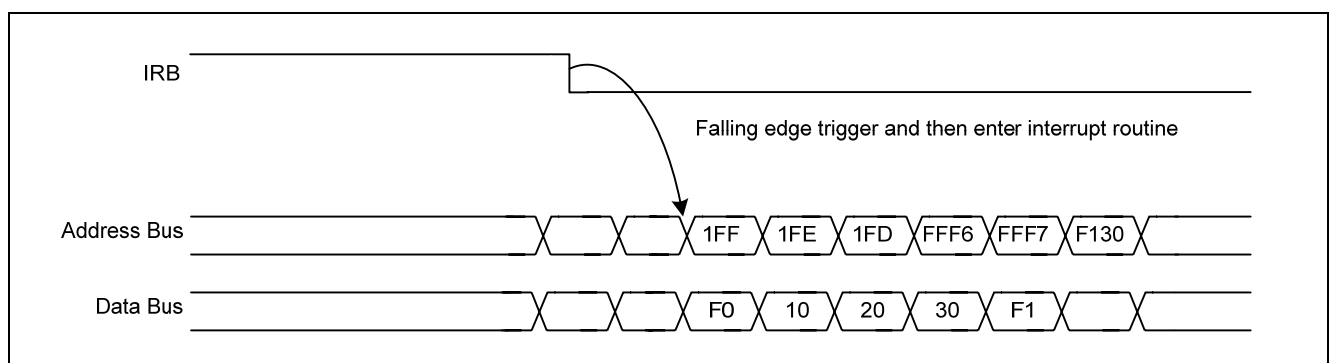 IRB
Falling edge trigger and then enter interrupt routine
Address Bus 1FF 1FE 1FD FFF6 FFF7 F130
Data Bus F0 10 20 30 F1